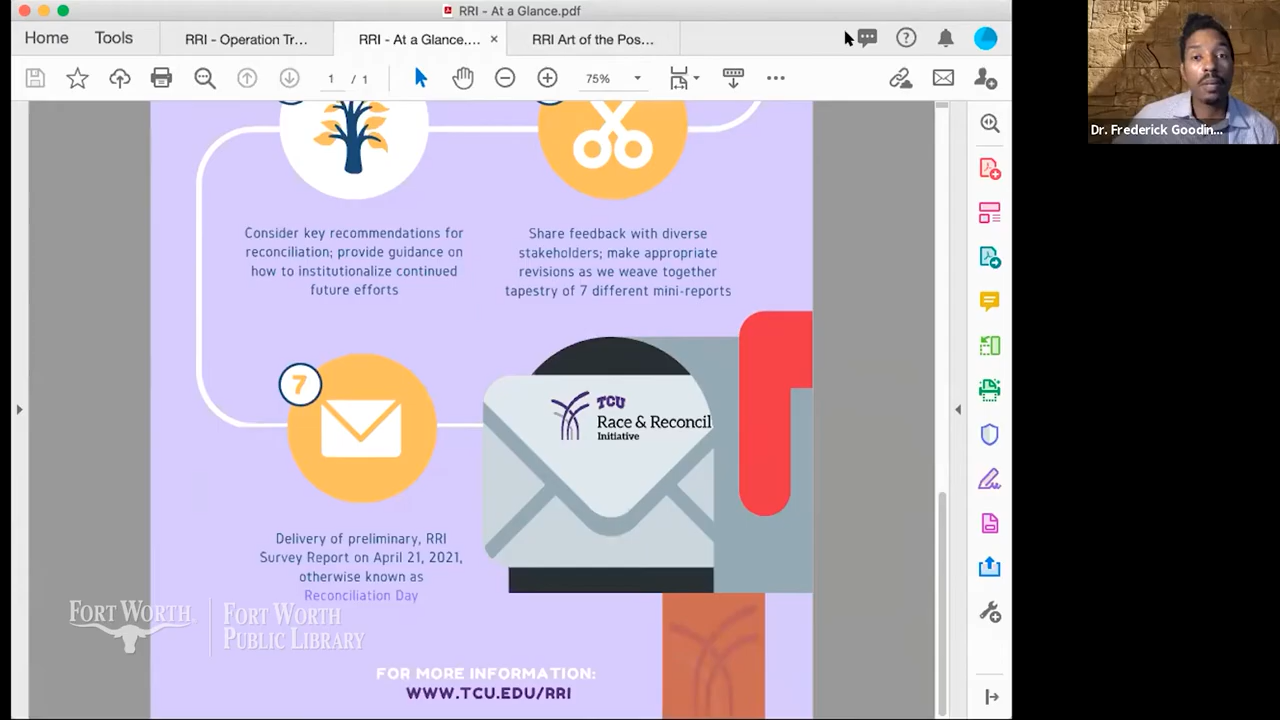 RRI - At a Glance.pdf
Home
Tools
RRI - Operation Tr...
RRI - At a Glance....
RRI Art of the Pos...
1 / 1
75%
Dr. Frederick Goodin...
Consider key recommendations for
reconciliation; provide guidance on
how to institutionalize continued
future efforts
Share feedback with diverse
stakeholders; make appropriate
revisions as we weave together
tapestry of 7 different mini-reports
7
TCU
Race & Reconcil
Initiative
Delivery of preliminary, RRI
Survey Report on April 21, 2021,
otherwise known as
Reconciliation Day
FORT WORTH
FORT WORTH
PUBLIC LIBRARY
FOR MORE INFORMATION:
WWW.TCU.EDU/RRI